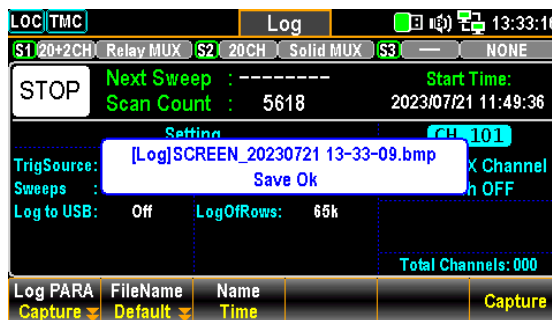 LOC TMC Log 13:33:1
S1 20+2CH Relay MUX S2 20CH Solid MUX S3 — NONE
STOP
Next Sweep : --------
Scan Count : 5618
Start Time:
2023/07/21 11:49:36
Setting
CH 101
[Log]SCREEN_20230721 13-33-09.bmp
Save Ok
TrigSource:
Channel
Sweeps :
OFF
Log to USB: Off LogOfRows: 65k
Total Channels:000
Log PARA FileName Name
Capture Default Time Capture